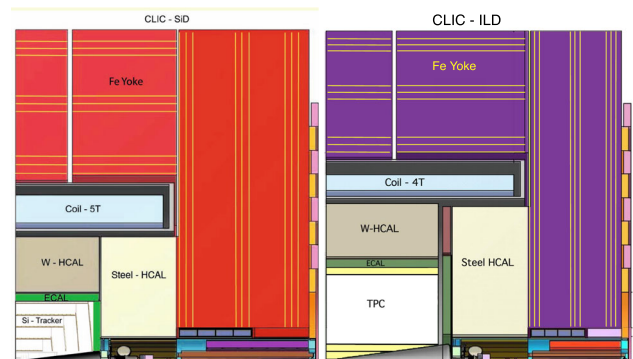 CLIC - SiD
Fe Yoke
Coil - 5T
W - HCAL
Steel - HCAL
ECAL
Si - Tracker
CLIC - ILD
Fe Yoke
Coil - 4T
W-HCAL
ECAL
Steel HCAL
TPC